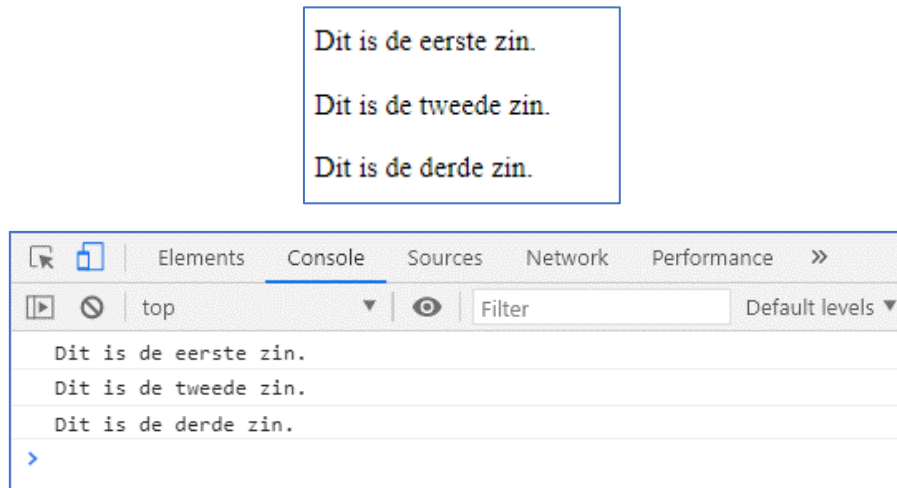 Dit is de eerste zin.
Dit is de tweede zin.
Dit is de derde zin.
Elements Console Sources Network Performance »
top Filter Default levels
Dit is de eerste zin.
Dit is de tweede zin.
Dit is de derde zin.
>